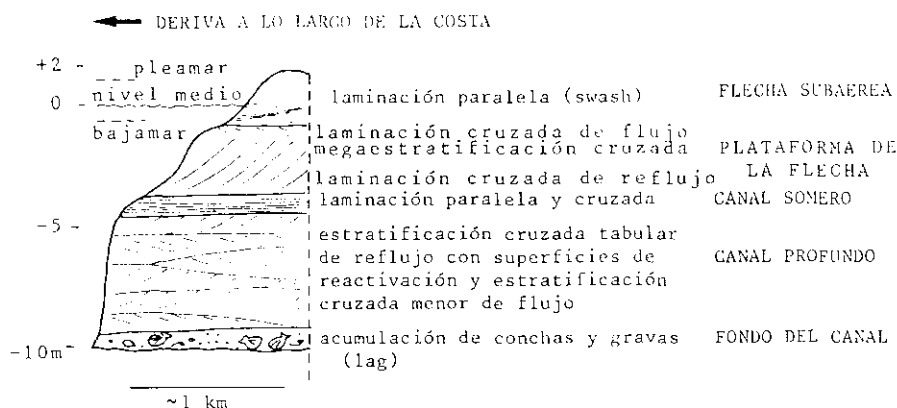 DERIVA A LO LARGO DE LA COSTA
+2
pleamar
nivel medio
0
bajamar
laminación paralela (swash)
FLECHA SUBAEREA
laminación cruzada de flujo
megaestratificación cruzada
PLATAFORMA DE
LA FLECHA
laminación cruzada de reflujo
laminación paralela y cruzada
CANAL SOMERO
-5
estratificación cruzada tabular
de reflujo con superficies de
reactivación y estratificación
cruzada menor de flujo
CANAL PROFUNDO
-10m
acumulación de conchas y gravas
(lag)
FONDO DEL CANAL
~1 km